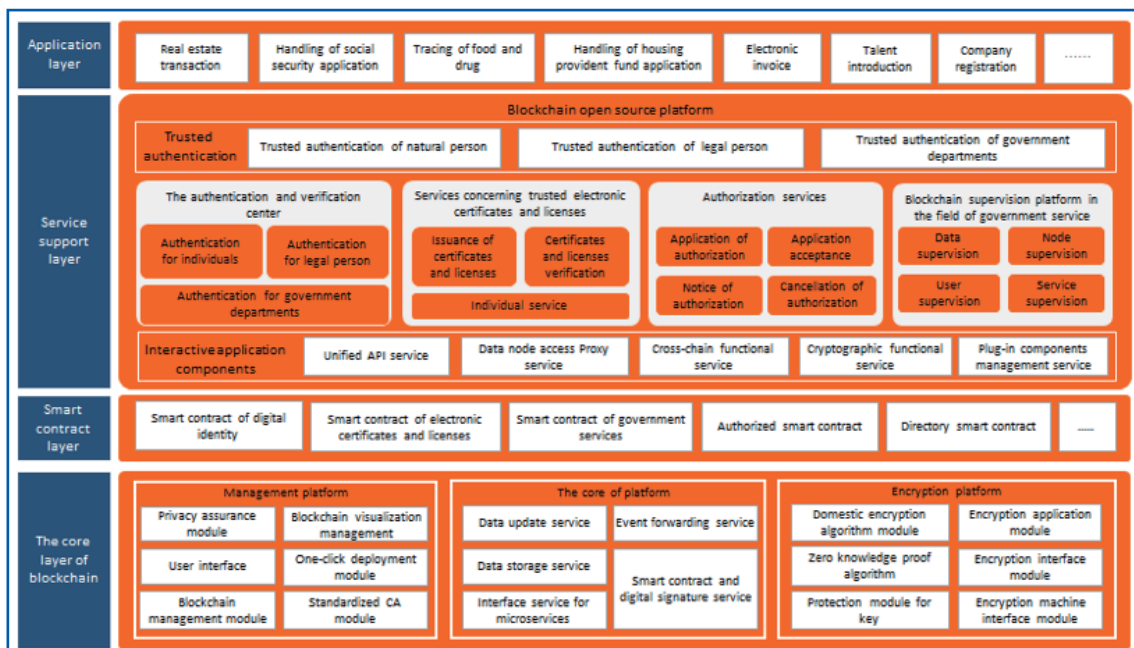 Application
layer
Real estate
transaction
Handling of social
security application
Tracing of food and
drug
Handling of housing
provident fund application
Electronic
invoice
Talent
introduction
Company
registration
......
Service
support
layer
Blockchain open source platform
Trusted
authentication
Trusted authentication of natural person
Trusted authentication of legal person
Trusted authentication of government
departments
The authentication and verification
center
Authentication
for individuals
Authentication
for legal person
Authentication for government
departments
Services concerning trusted electronic
certificates and licenses
Issuance of
certificates
and licenses
Certificates
and licenses
verification
Individual service
Authorization services
Application of
authorization
Application
acceptance
Notice of
authorization
Cancellation of
authorization
Blockchain supervision platform in
the field of government service
Data
supervision
Node
supervision
User
supervision
Service
supervision
Interactive application
components
Unified API service
Data node access Proxy
service
Cross-chain functional
service
Cryptographic functional
service
Plug-in components
management service
Smart
contract
layer
Smart contract of digital
identity
Smart contract of electronic
certificates and licenses
Smart contract of government
services
Authorized smart contract
Directory smart contract
......
The core
layer of
blockchain
Management platform
Privacy assurance
module
Blockchain visualization
management
User interface
One-click deployment
module
Blockchain
management module
Standardized CA
module
The core of platform
Data update service
Event forwarding service
Data storage service
Smart contract and
digital signature service
Interface service for
microservices
Encryption platform
Domestic encryption
algorithm module
Encryption application
module
Zero knowledge proof
algorithm
Encryption interface
module
Protection module for
key
Encryption machine
interface module